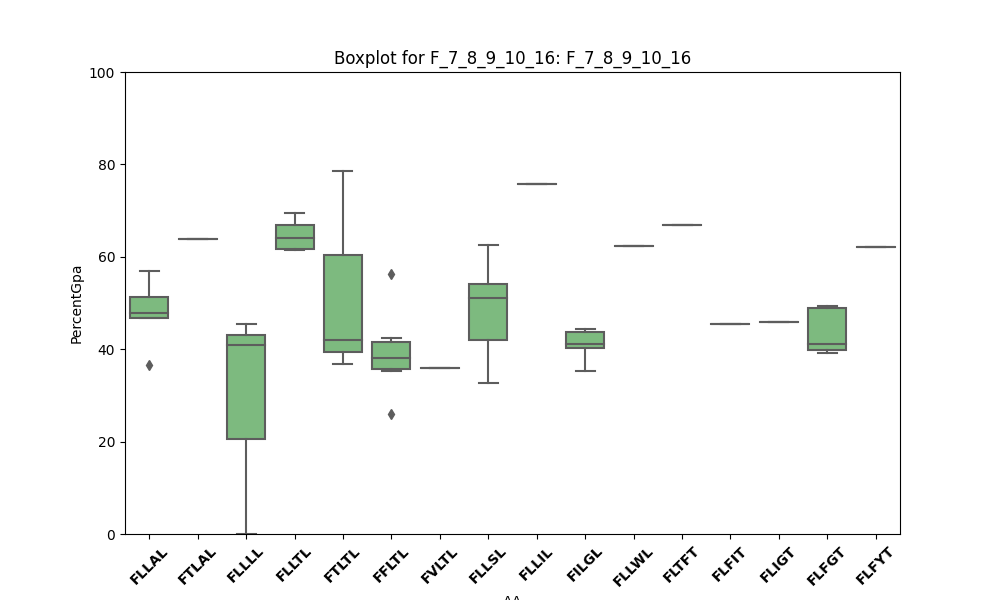 Boxplot for F_7_8_9_10_16: F_7_8_9_10_16
100
80
60
40
20
0
PercentGpa
FLLAL
FTLAL
FLLLL
FLLTL
FTLTL
FFLTL
FVLTL
FLLSL
FLLIL
FILGL
FLLWL
FLTFT
FLFIT
FLIGT
FLFGT
FLFYT